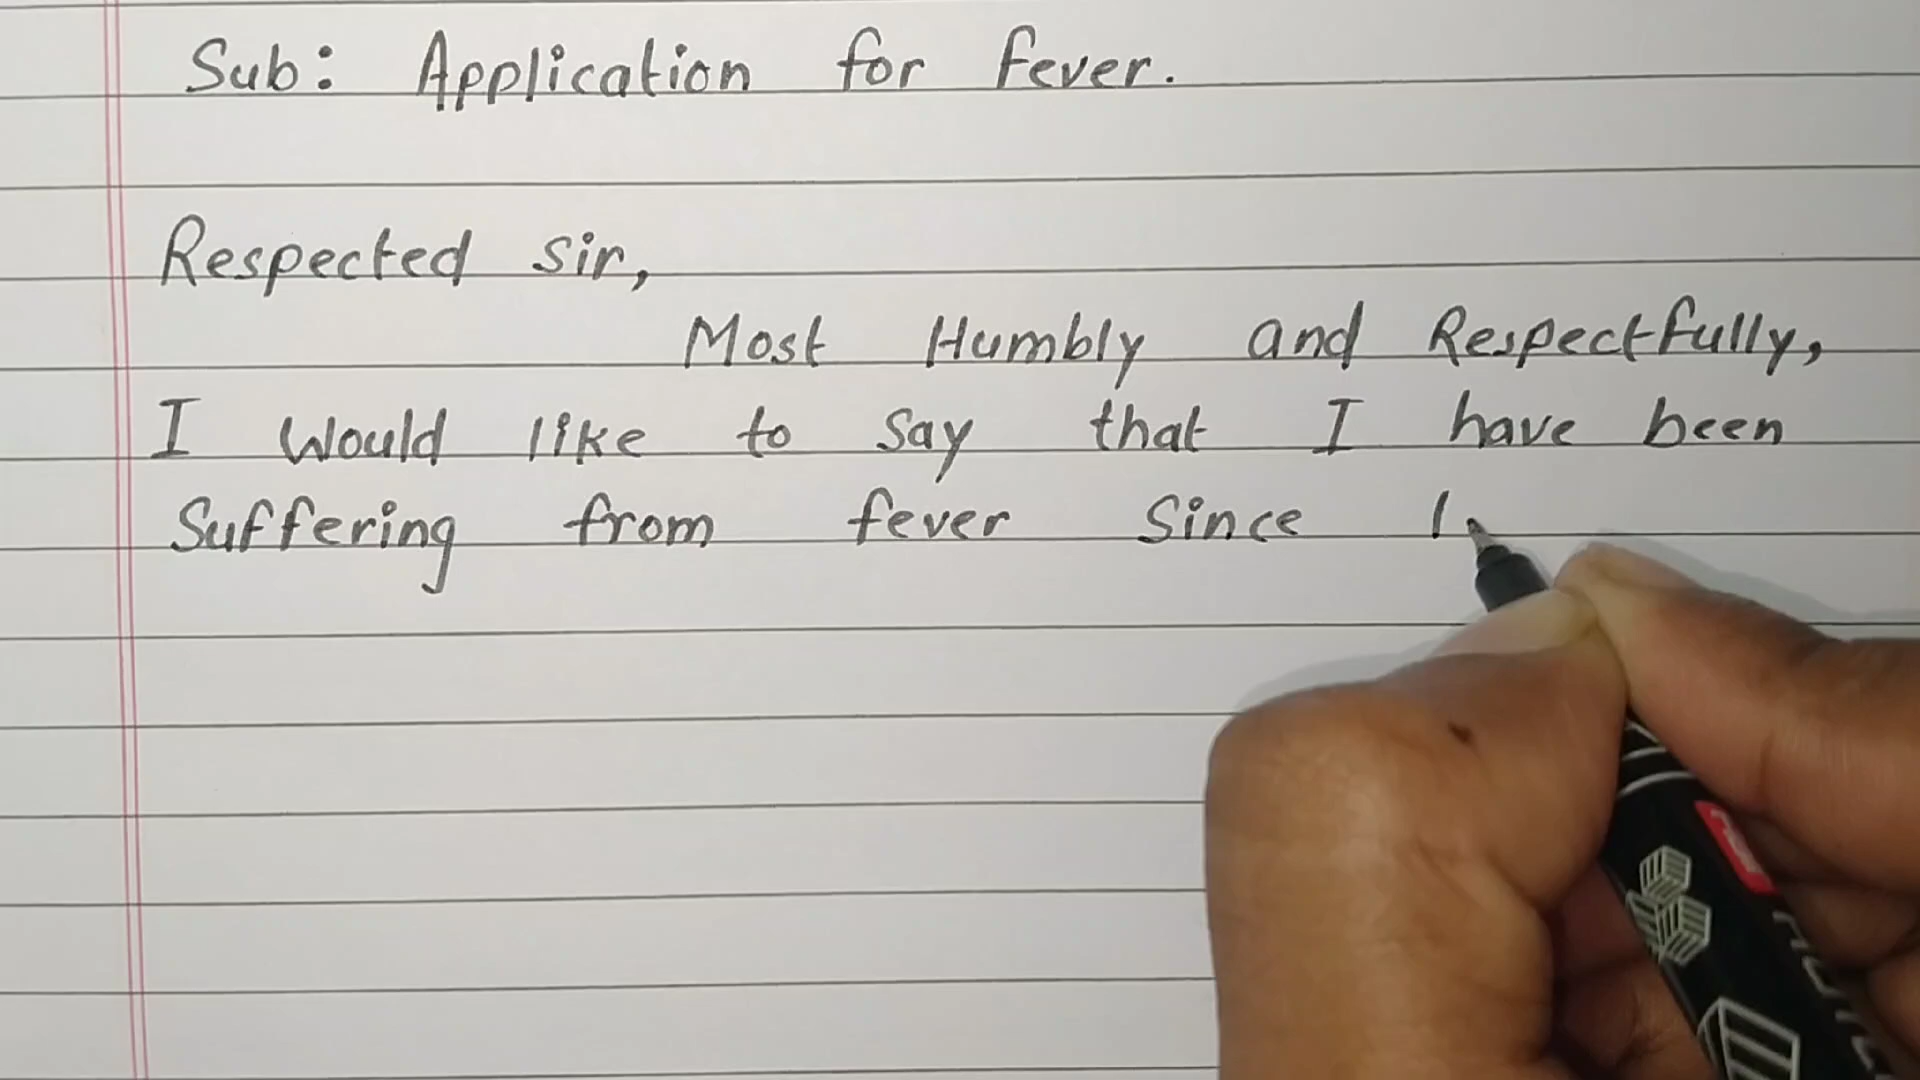 Sub: Application for fever.
Respected Sir,
Most Humbly and Respectfully,
I would like to say that I have been
Suffering from fever Since